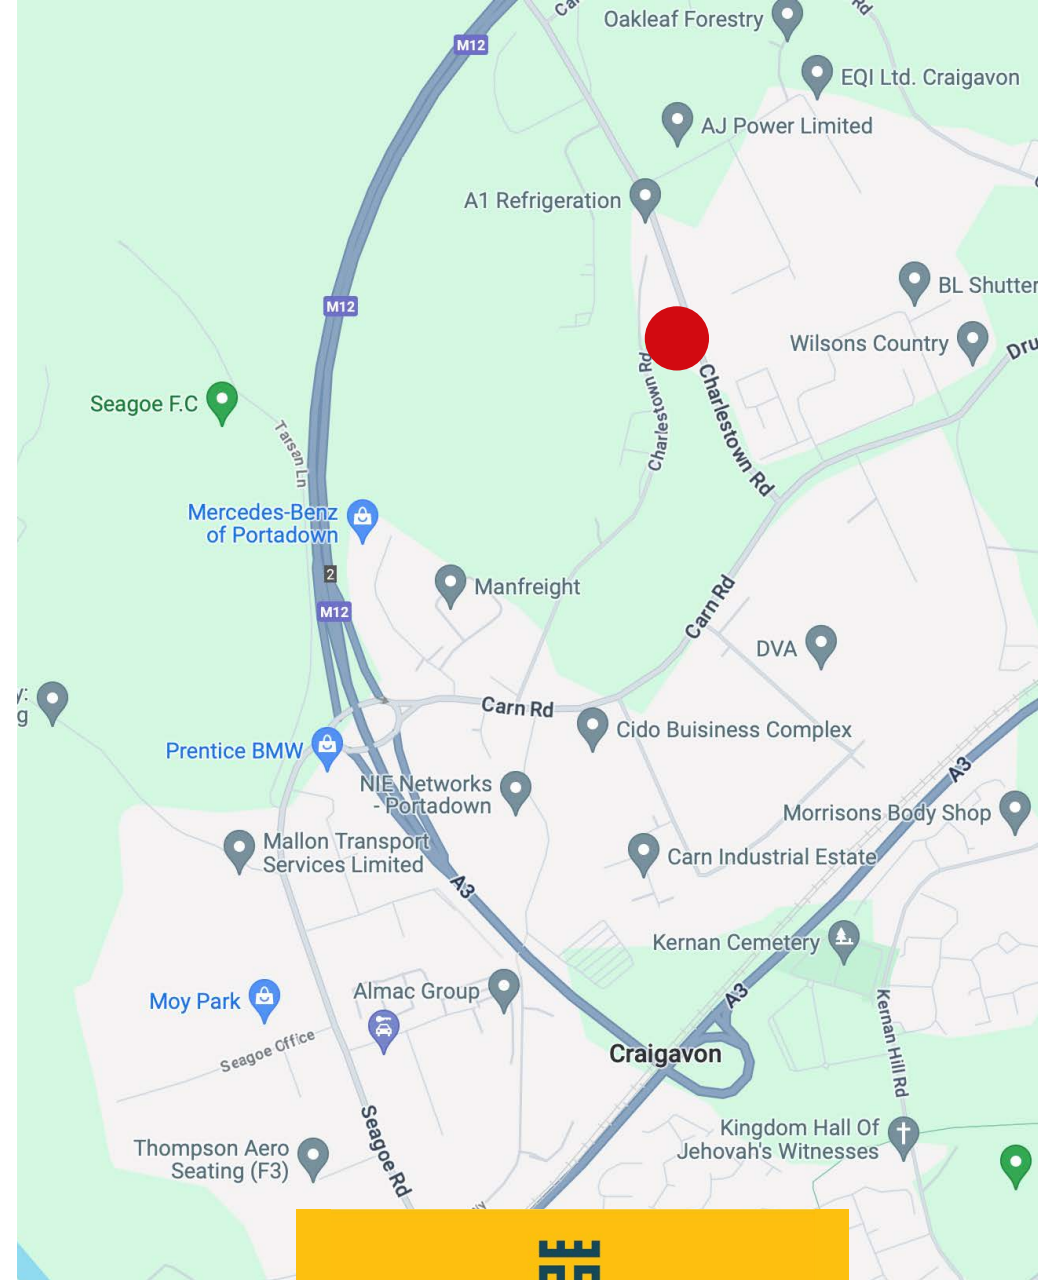 Oakleaf Forestry
M12
EQI Ltd. Craigavon
AJ Power Limited
A1 Refrigeration
BL Shutter
M12
Wilsons Country
Charlestown Rd
Charlestown Rd
Seagoe F.C
Tarsan Ln
Mercedes-Benz
of Portadown
2
M12
Manfreight
Carn Rd
DVA
Carn Rd
Cido Buisiness Complex
Prentice BMW
A3
NIE Networks
- Portadown
Morrisons Body Shop
Mallon Transport
Services Limited
Carn Industrial Estate
A3
Kernan Cemetery
Moy Park
Almac Group
A3
Kernan Hill Rd
Seagoe Office
Craigavon
Seagoe Rd
Kingdom Hall Of
Jehovah's Witnesses
Thompson Aero
Seating (F3)